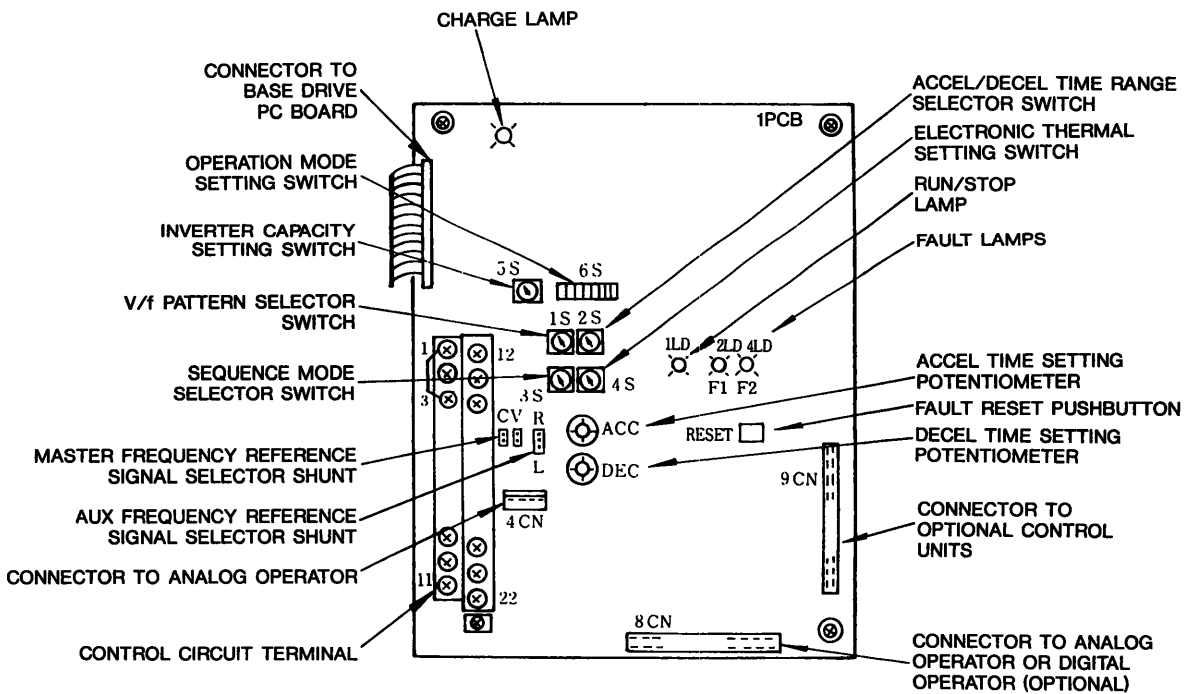 CHARGE LAMP
CONNECTOR TO
BASE DRIVE
PC BOARD
OPERATION MODE
SETTING SWITCH
INVERTER CAPACITY
SETTING SWITCH
V/f PATTERN SELECTOR
SWITCH
SEQUENCE MODE
SELECTOR SWITCH
MASTER FREQUENCY REFERENCE
SIGNAL SELECTOR SHUNT
AUX FREQUENCY REFERENCE
SIGNAL SELECTOR SHUNT
CONNECTOR TO ANALOG OPERATOR
CONTROL CIRCUIT TERMINAL
1PCB
5S
6S
1S 2S
3S
4S
1
12
3
CV
R
L
4CN
11
22
1LD
2LD 4LD
F1 F2
ACC
DEC
RESET
9CN
8CN
ACCEL/DECEL TIME RANGE
SELECTOR SWITCH
ELECTRONIC THERMAL
SETTING SWITCH
RUN/STOP
LAMP
FAULT LAMPS
ACCEL TIME SETTING
POTENTIOMETER
FAULT RESET PUSHBUTTON
DECEL TIME SETTING
POTENTIOMETER
CONNECTOR TO
OPTIONAL CONTROL
UNITS
CONNECTOR TO ANALOG
OPERATOR OR DIGITAL
OPERATOR (OPTIONAL)